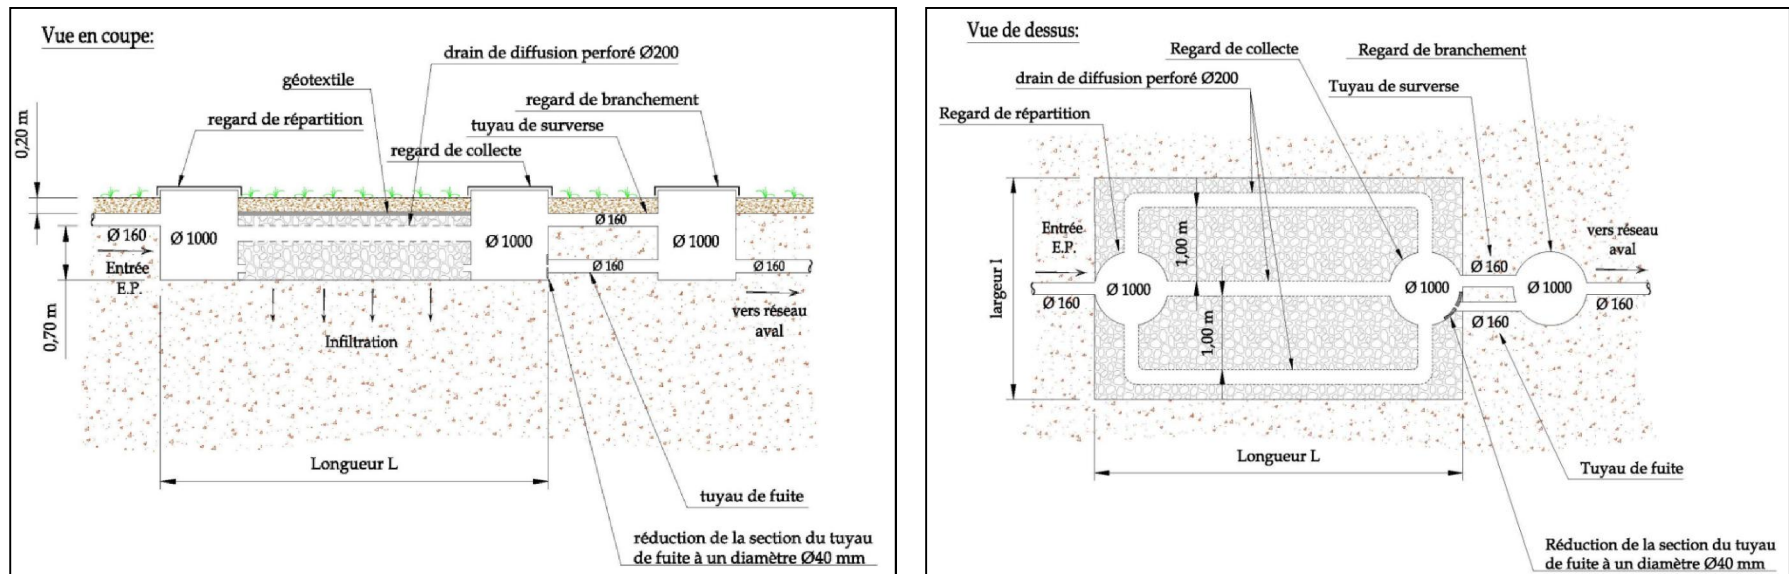 Vue en coupe:
drain de diffusion perforé Ø200
géotextile
regard de branchement
regard de répartition
tuyau de surverse
regard de collecte
0,20 m
Ø 160
Ø 160
Ø 1000
Ø 1000
Ø 1000
Entrée
E.P.
Ø 160
Ø 160
0,70 m
vers réseau
aval
Infiltration
Longueur L
tuyau de fuite
réduction de la section du tuyau
de fuite à un diamètre Ø40 mm
Vue de dessus:
Regard de collecte
Regard de branchement
drain de diffusion perforé Ø200
Tuyau de surverse
Regard de répartition
Entrée
E.P.
1,00 m
vers réseau
aval
Ø 160
largeur l
Ø 1000
Ø 1000
Ø 1000
Ø 160
Ø 160
Ø 160
1,00 m
Longueur L
Tuyau de fuite
Réduction de la section du tuyau
de fuite à un diamètre Ø40 mm